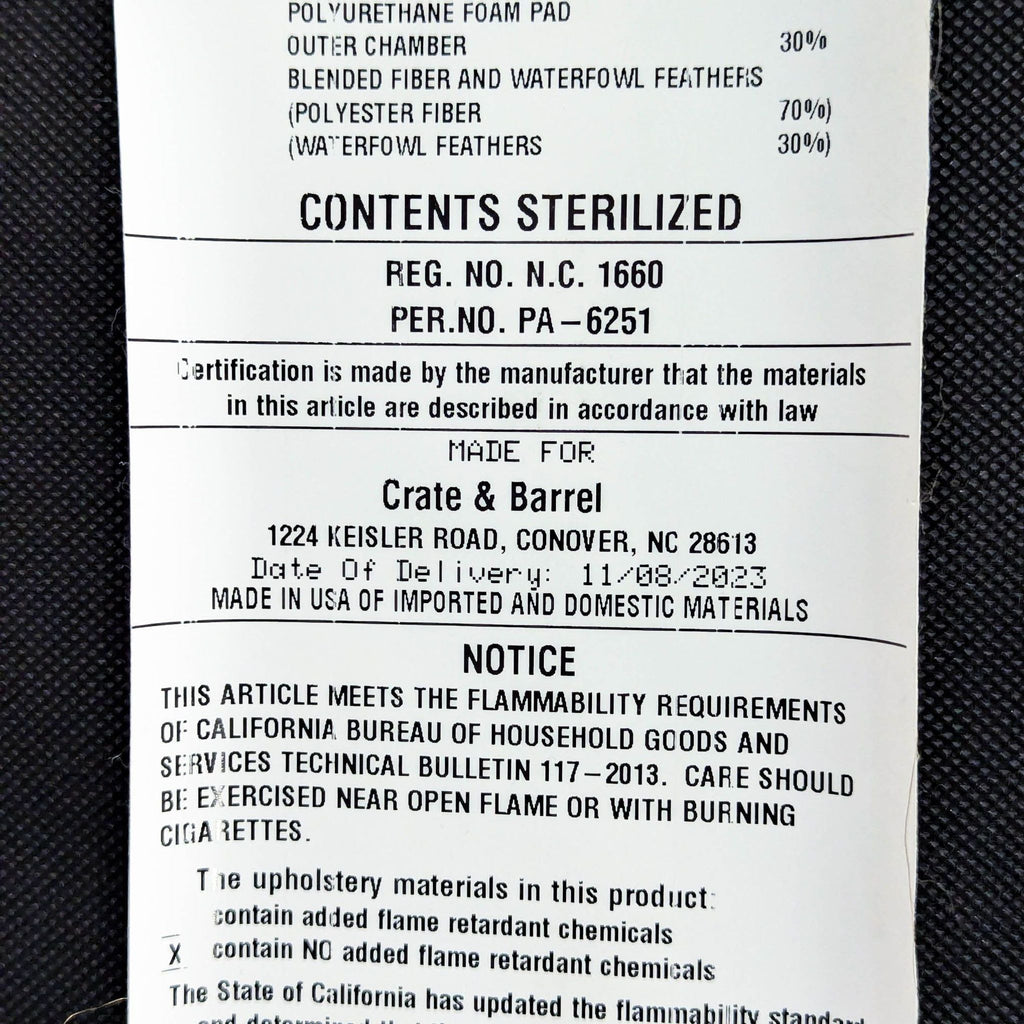 POLYURETHANE FOAM PAD
OUTER CHAMBER 30%
BLENDED FIBER AND WATERFOWL FEATHERS
(POLYESTER FIBER 70%)
(WATERFOWL FEATHERS 30%)
CONTENTS STERILIZED
REG. NO. N.C. 1660
PER.NO. PA-6251
Certification is made by the manufacturer that the materials
in this article are described in accordance with law
MADE FOR
Crate & Barrel
1224 KEISLER ROAD, CONOVER, NC 28613
Date Of Delivery: 11/08/2023
MADE IN USA OF IMPORTED AND DOMESTIC MATERIALS
NOTICE
THIS ARTICLE MEETS THE FLAMMABILITY REQUIREMENTS
OF CALIFORNIA BUREAU OF HOUSEHOLD GOODS AND
SERVICES TECHNICAL BULLETIN 117-2013. CARE SHOULD
BE EXERCISED NEAR OPEN FLAME OR WITH BURNING
CIGARETTES.
The upholstery materials in this product:
contain added flame retardant chemicals
X contain NO added flame retardant chemicals
The State of California has updated the flammability standard
and determined that